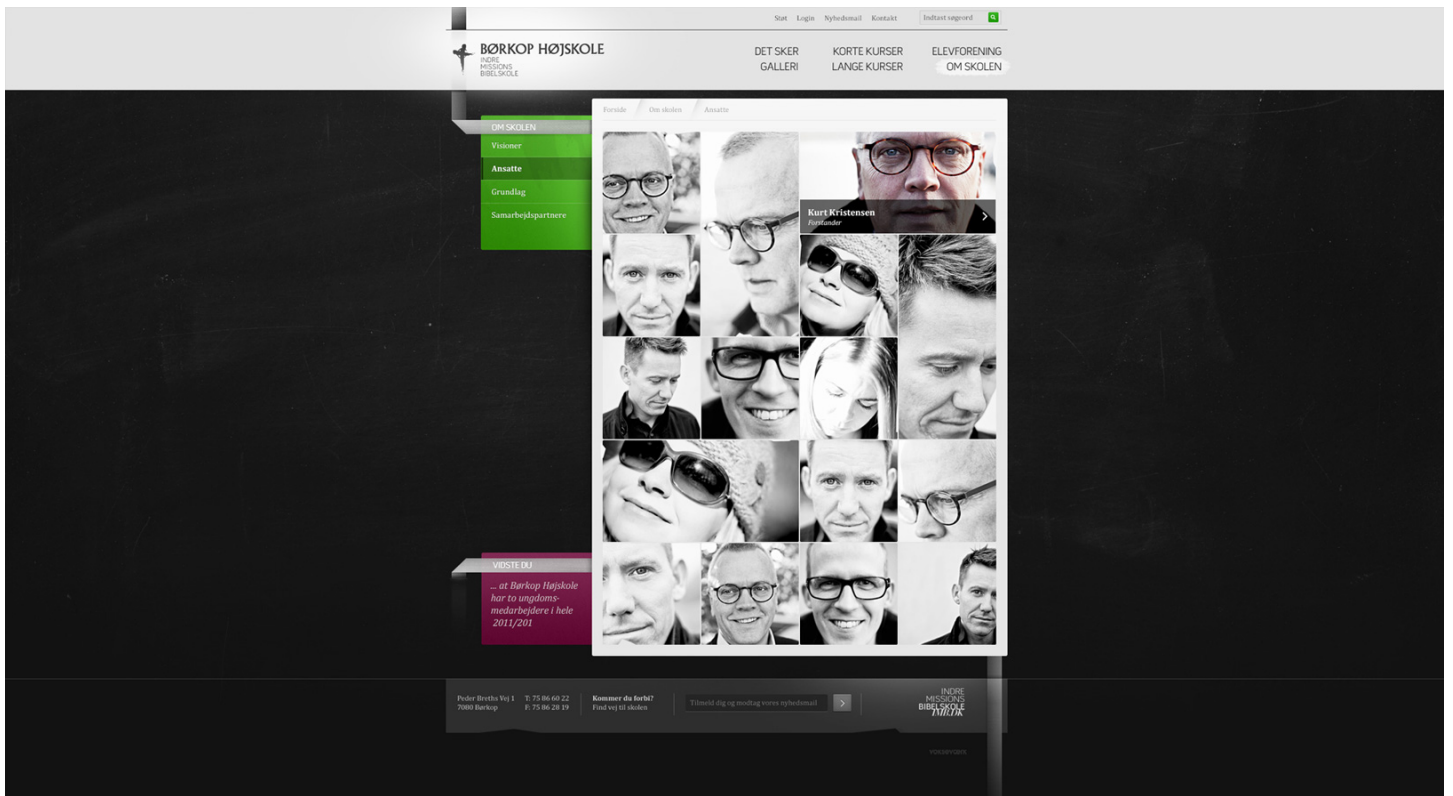 Støt Login Nyhedsmail Kontakt Indtast søgeord
BØRKOP HØJSKOLE
INDRE
MISSIONS
BIBELSKOLE
DET SKER KORTE KURSER ELEVFORENING
GALLERI LANGE KURSER OM SKOLEN
Forside Om skolen Ansatte
OM SKOLEN
Visioner
Ansatte
Grundlag
Samarbejdspartnere
Kurt Kristensen
Forstander
VIDSTE DU
... at Børkop Højskole
har to ungdoms-
medarbejdere i hele
2011/201
Peder Breths Vej 1 T: 75 86 60 22 Kommer du forbi?
7080 Børkop F: 75 86 28 19 Find vej til skolen
Tilmeld dig og modtag vores nyhedsmail
INDRE
MISSIONS
BIBELSKOLE
IMB.DK